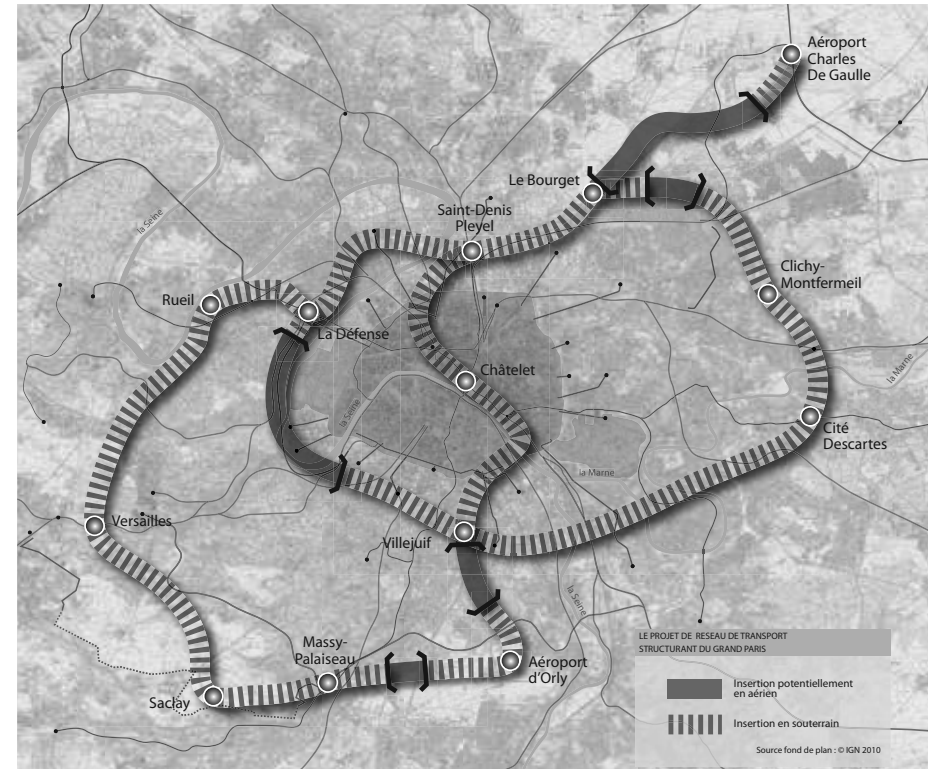 Aéroport
Charles
De Gaulle
Le Bourget
Saint-Denis
Pleyel
la Seine
Clichy-
Montfermeil
Rueil
La Défense
la Marne
Châtelet
la Seine
Cité
Descartes
la Marne
Versailles
Villejuif
la Seine
Massy-
Palaiseau
Aéroport
d'Orly
Saclay
LE PROJET DE RESEAU DE TRANSPORT
STRUCTURANT DU GRAND PARIS
Insertion potentiellement
en aérien
Insertion en souterrain
Source fond de plan : © IGN 2010